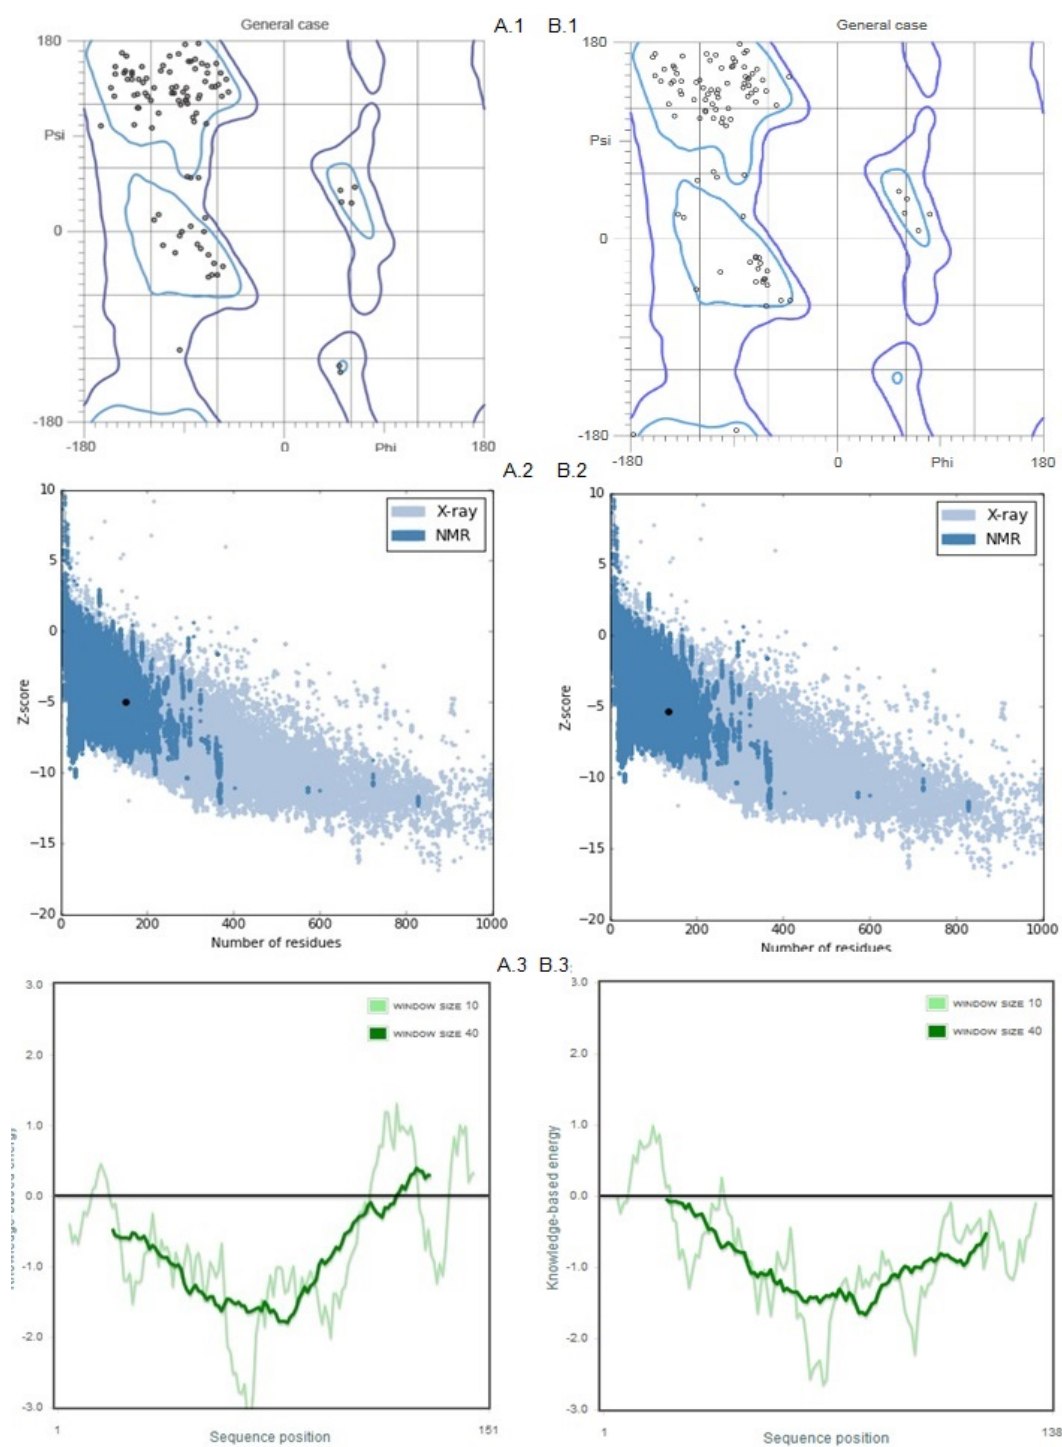 A.1 B.1
General case
General case
180
Psi
0
-180
-180
0
Phi
180
180
Psi
0
-180
-180
0
Phi
180
A.2 B.2
10
5
0
−5
−10
−15
−20
Z-score
X-ray
NMR
0
200
400
600
800
1000
Number of residues
10
5
0
−5
−10
−15
−20
Z-score
X-ray
NMR
0
200
400
600
800
1000
Number of residues
A.3 B.3
3.0
2.0
1.0
0.0
-1.0
-2.0
-3.0
Knowledge-based energy
WINDOW SIZE 10
WINDOW SIZE 40
1
151
Sequence position
3.0
2.0
1.0
0.0
-1.0
-2.0
-3.0
Knowledge-based energy
WINDOW SIZE 10
WINDOW SIZE 40
1
138
Sequence position